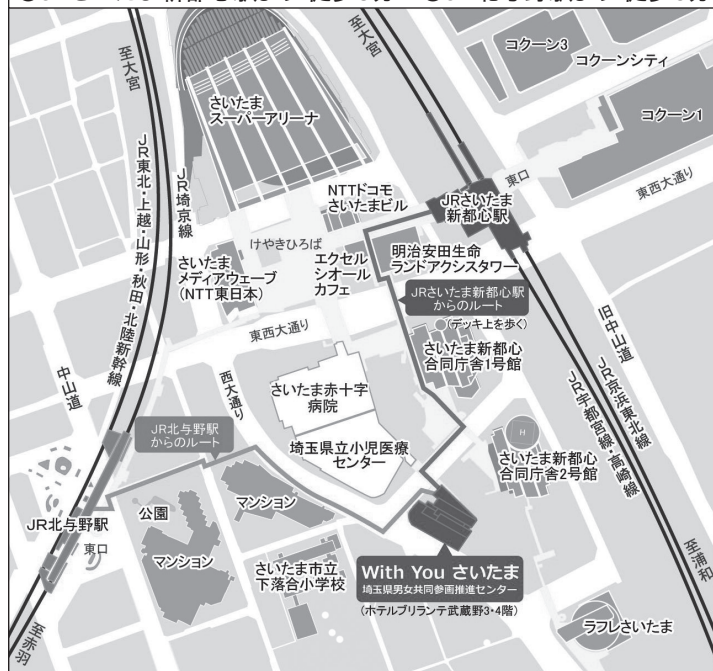 至大宮
至大宮
コクーン3
コクーンシティ
コクーン1
さいたま
スーパーアリーナ
JR東北・上越・山形・秋田・北陸新幹線
JR埼京線
NTTドコモ
さいたまビル
JRさいたま
新都心駅
東口
東西大通り
けやきひろば
さいたま
メディアウェーブ
(NTT東日本)
エクセル
シオール
カフェ
明治安田生命
ランドアクシスタワー
JRさいたま新都心駅
からのルート
(デッキ上を歩く)
東西大通り
旧中山道
中山道
西大通り
さいたま新都心
合同庁舎1号館
さいたま赤十字
病院
JR京浜東北線
JR宇都宮線・高崎線
JR北与野駅
からのルート
埼玉県立小児医療
センター
H
さいたま新都心
合同庁舎2号館
JR北与野駅
東口
公園
マンション
マンション
さいたま市立
下落合小学校
With You さいたま
埼玉県男女共同参画推進センター
(ホテルブリランテ武蔵野3・4階)
至浦和
ラフレさいたま
至赤羽